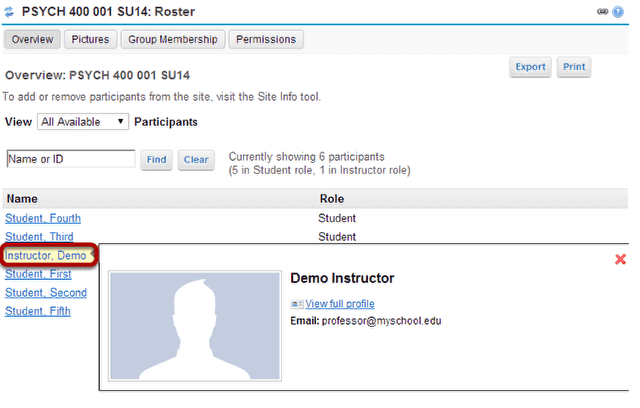 PSYCH 400 001 SU14: Roster
Overview Pictures Group Membership Permissions
Export Print
Overview: PSYCH 400 001 SU14
To add or remove participants from the site, visit the Site Info tool.
View All Available Participants
Name or ID Find Clear
Currently showing 6 participants
(5 in Student role, 1 in Instructor role)
Name Role
Student, Fourth Student
Student, Third Student
Instructor, Demo
Student, First
Student, Second
Student, Fifth
Demo Instructor
View full profile
Email: professor@myschool.edu